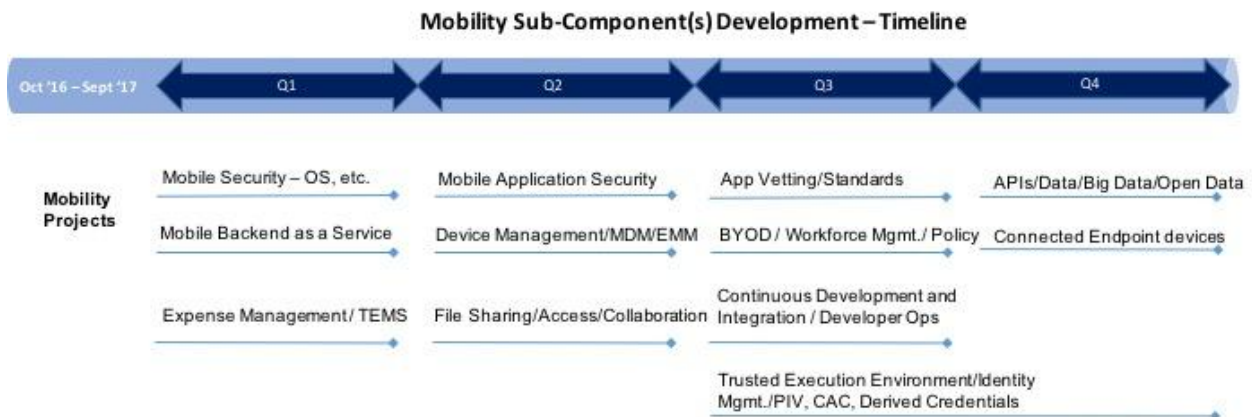 Mobility Sub-Component(s) Development – Timeline
Oct '16 – Sept '17
Q1
Q2
Q3
Q4
Mobility
Projects
Mobile Security – OS, etc.
Mobile Application Security
App Vetting/Standards
APIs/Data/Big Data/Open Data
Mobile Backend as a Service
Device Management/MDM/EMM
BYOD / Workforce Mgmt./ Policy
Connected Endpoint devices
Expense Management/ TEMS
File Sharing/Access/Collaboration
Continuous Development and
Integration / Developer Ops
Trusted Execution Environment/Identity
Mgmt./PIV, CAC, Derived Credentials